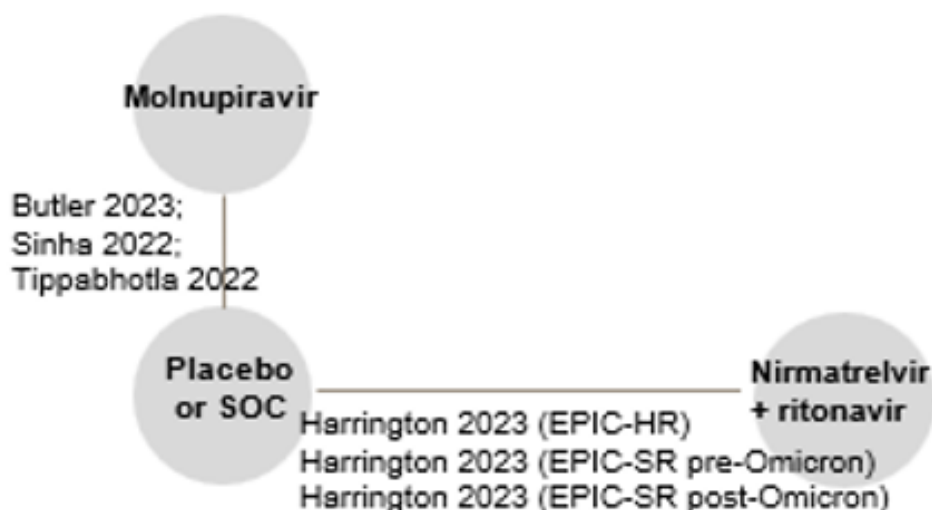 Molnupiravir
Butler 2023;
Sinha 2022;
Tippabhotla 2022
Placebo
or SOC
Nirmatrelvir
+ ritonavir
Harrington 2023 (EPIC-HR)
Harrington 2023 (EPIC-SR pre-Omicron)
Harrington 2023 (EPIC-SR post-Omicron)